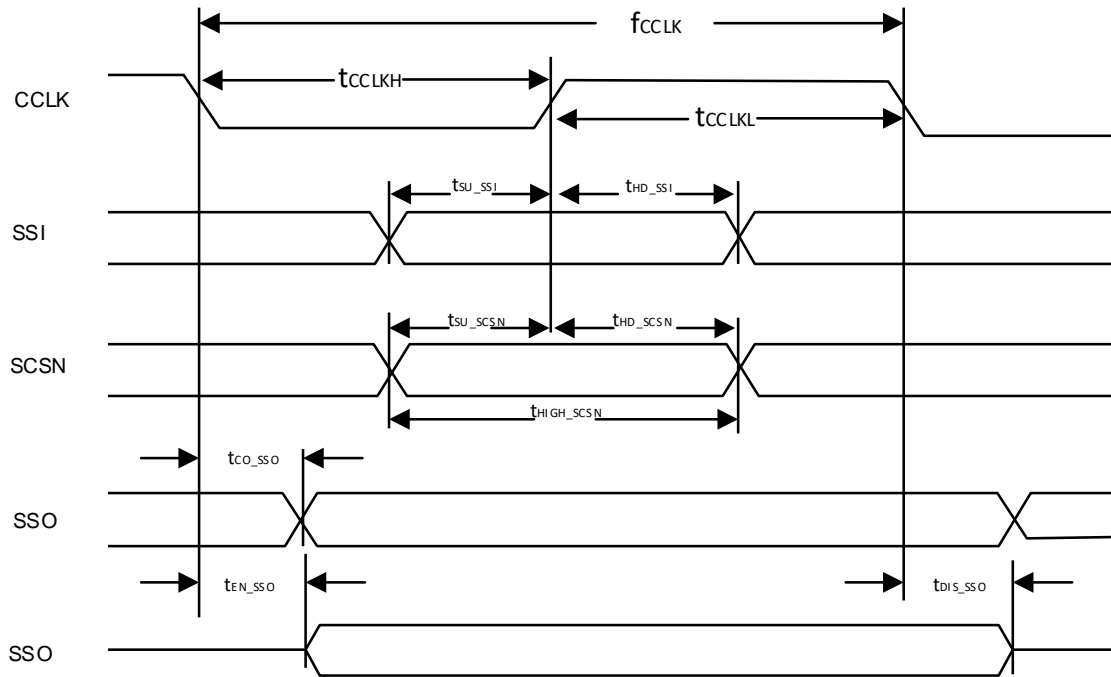 fCCLK
tCCLKH
CCLK
tCCLKL
tSU_SSI
tHD_SSI
SSI
tSU_SCSN
tHD_SCSN
SCSN
tHIGH_SCSN
tCO_SSO
SSO
tEN_SSO
tDIS_SSO
SSO